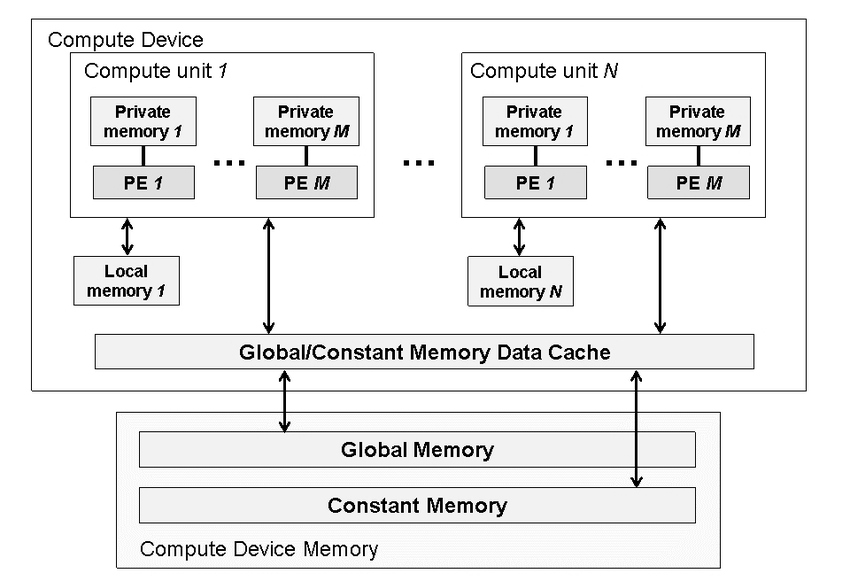 Compute Device
Compute unit 1
Compute unit N
Private
memory 1
Private
memory M
Private
memory 1
Private
memory M
...
...
...
PE 1
PE M
PE 1
PE M
Local
memory 1
Local
memory N
Global/Constant Memory Data Cache
Global Memory
Constant Memory
Compute Device Memory